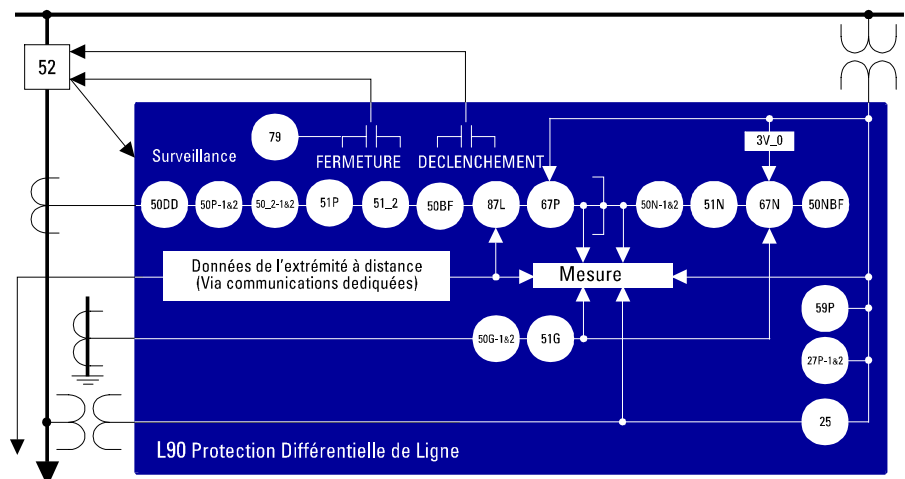 52
79
3V_0
Surveillance
FERMETURE
DECLENCHEMENT
50DD
50P-1&2
50_2-1&2
51P
51_2
50BF
87L
67P
50N-1&2
51N
67N
50NBF
Données de l'extrémité à distance
(Via communications dediquées)
Mesure
59P
50G-1&2
51G
27P-1&2
25
L90 Protection Différentielle de Ligne